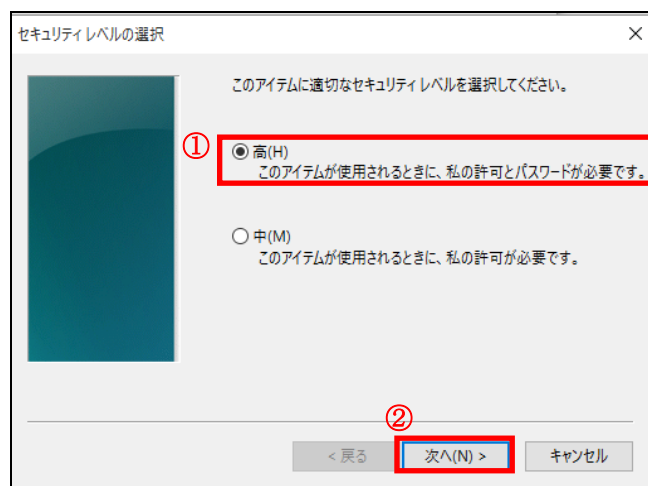 セキュリティ レベルの選択
このアイテムに適切なセキュリティ レベルを選択してください。
①
高(H)
このアイテムが使用されるときに、私の許可とパスワードが必要です。
中(M)
このアイテムが使用されるときに、私の許可が必要です。
②
< 戻る 次へ(N) > キャンセル